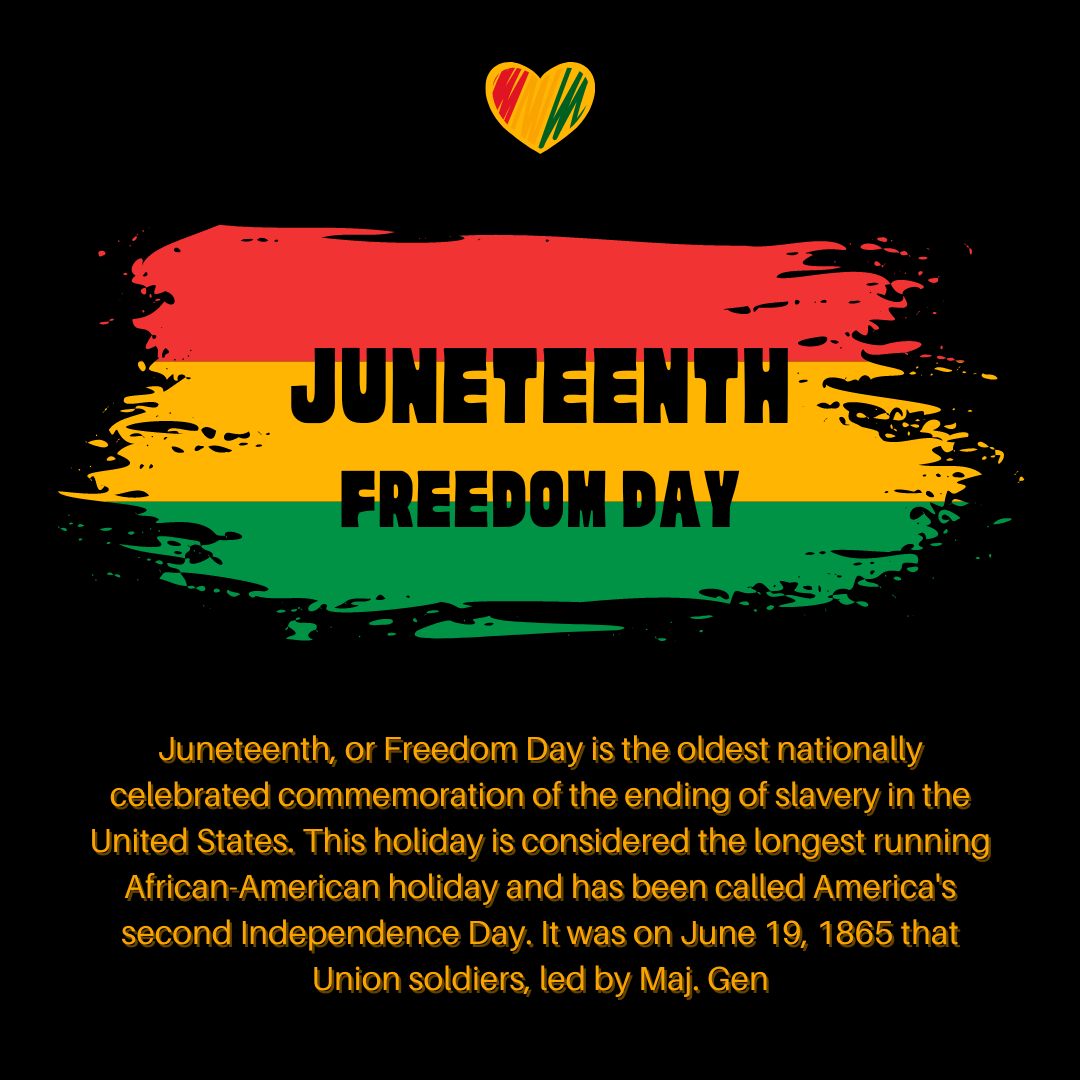 JUNETEENTH
FREEDOM DAY
Juneteenth, or Freedom Day is the oldest nationally
celebrated commemoration of the ending of slavery in the
United States. This holiday is considered the longest running
African-American holiday and has been called America's
second Independence Day. It was on June 19, 1865 that
Union soldiers, led by Maj. Gen